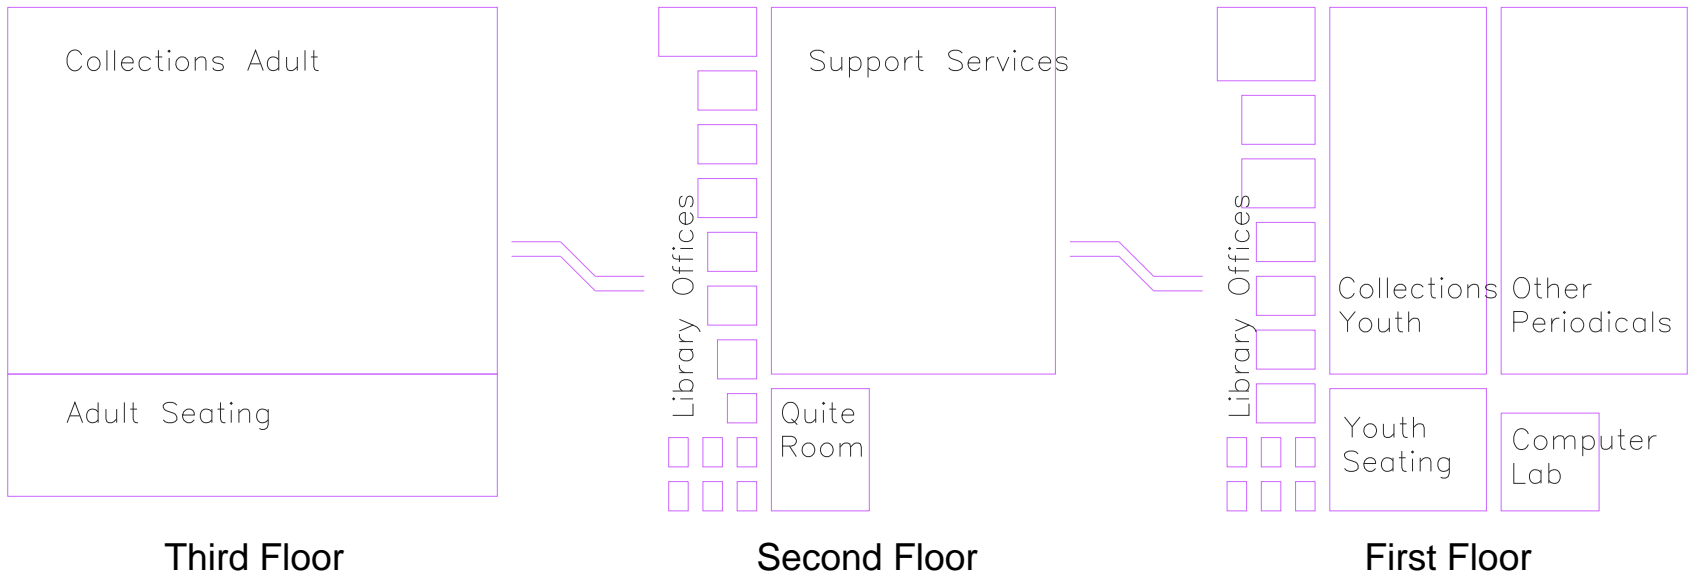 Collections Adult
Adult Seating
Third Floor
Library Offices
Support Services
Quite
Room
Second Floor
Library Offices
Collections
Youth
Other
Periodicals
Youth
Seating
Computer
Lab
First Floor